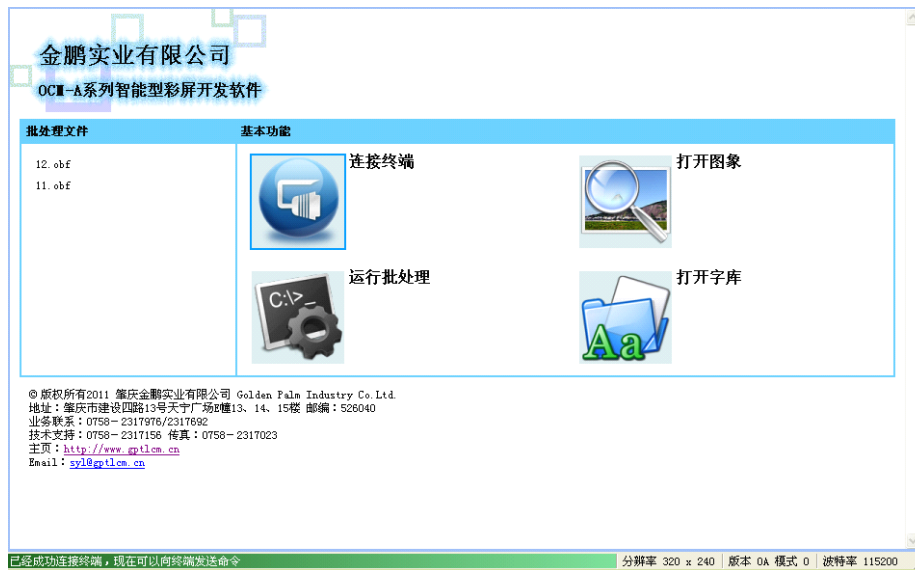 金鹏实业有限公司
OCM-A系列智能型彩屏开发软件
批处理文件
基本功能
12.obf
11.obf
连接终端
打开图象
运行批处理
C:\>_
打开字库
Aa
© 版权所有2011 肇庆金鹏实业有限公司 Golden Palm Industry Co.Ltd.
地址：肇庆市建设四路13号天宁广场E幢13、14、15楼 邮编：526040
业务联系：0758－2317976/2317692
技术支持：0758－2317156 传真：0758－2317023
主页：http://www.gptlcm.cn
Email：syl@gptlcm.cn
已经成功连接终端，现在可以向终端发送命令
分辨率 320 x 240
版本 0A 模式 0
波特率 115200